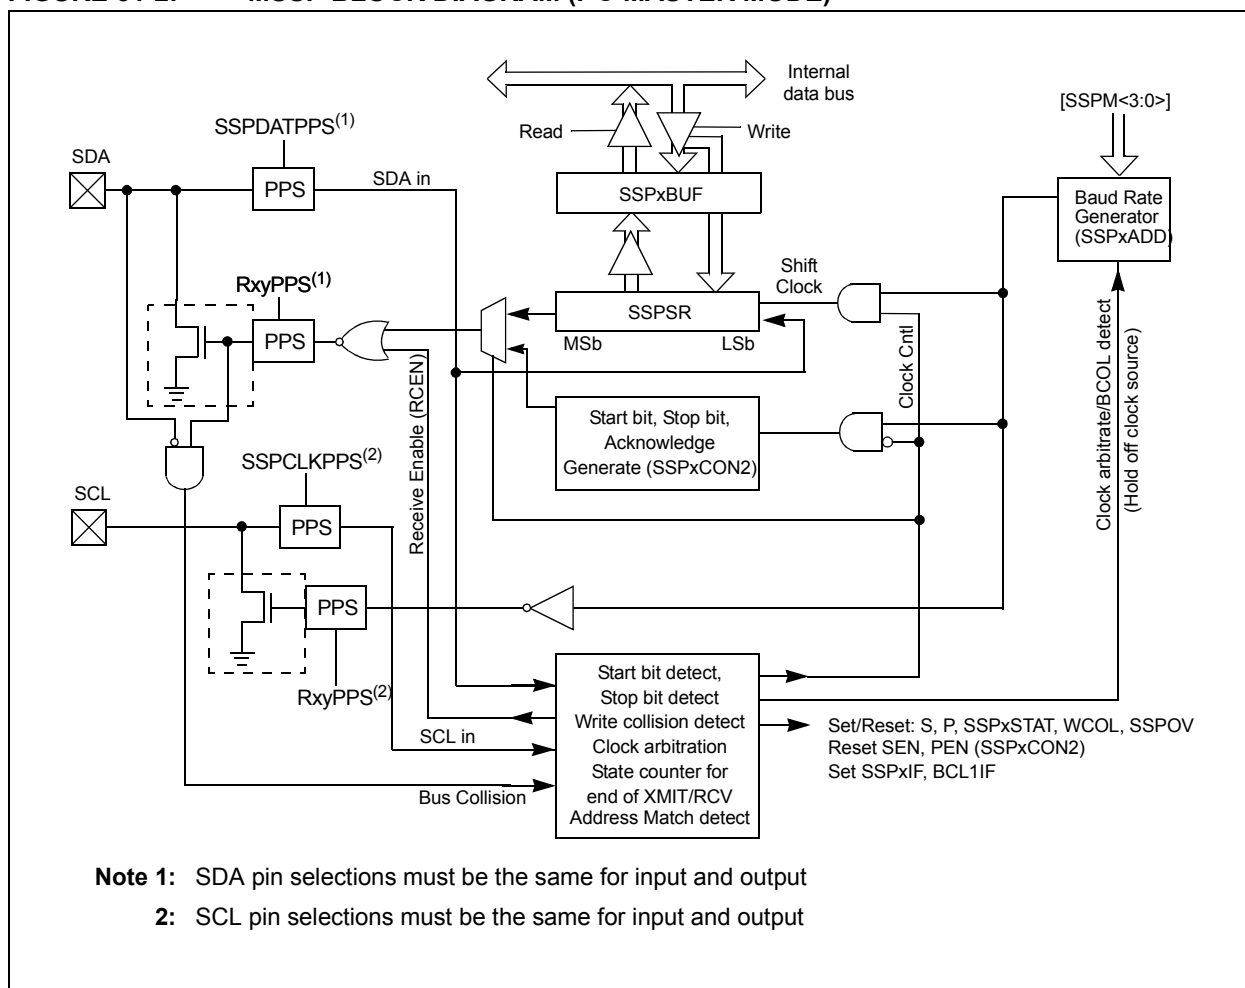 Internal
data bus
[SSPM<3:0>]
SSPDATPPS(1)
Read
Write
SDA
PPS
SDA in
SSPxBUF
Baud Rate
Generator
(SSPxADD)
RxyPPS(1)
Shift
Clock
PPS
SSPSR
MSb
LSb
Receive Enable (RCEN)
Clock Cntl
Clock arbitrate/BCOL detect
(Hold off clock source)
Start bit, Stop bit,
Acknowledge
Generate (SSPxCON2)
SSPCLKPPS(2)
SCL
PPS
PPS
RxyPPS(2)
Start bit detect,
Stop bit detect
Write collision detect
Clock arbitration
State counter for
end of XMIT/RCV
Address Match detect
SCL in
Bus Collision
Set/Reset: S, P, SSPxSTAT, WCOL, SSPOV
Reset SEN, PEN (SSPxCON2)
Set SSPxIF, BCL1IF
Note 1: SDA pin selections must be the same for input and output
2: SCL pin selections must be the same for input and output